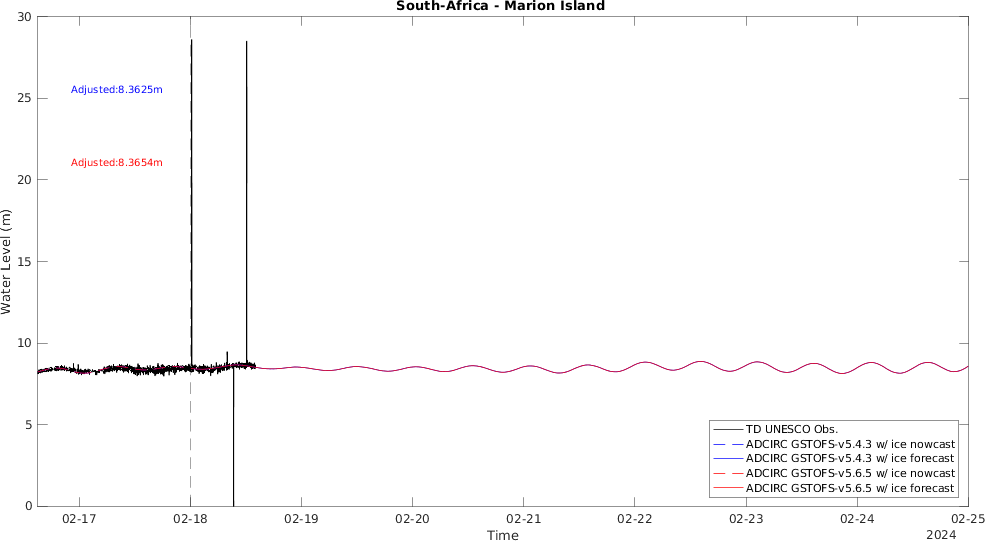 South-Africa - Marion Island
30
25
20
15
10
5
0
Water Level (m)
Adjusted:8.3625m
Adjusted:8.3654m
TD UNESCO Obs.
ADCIRC GSTOFS-v5.4.3 w/ ice nowcast
ADCIRC GSTOFS-v5.4.3 w/ ice forecast
ADCIRC GSTOFS-v5.6.5 w/ ice nowcast
ADCIRC GSTOFS-v5.6.5 w/ ice forecast
02-17 02-18 02-19 02-20 02-21 02-22 02-23 02-24 02-25
Time
2024